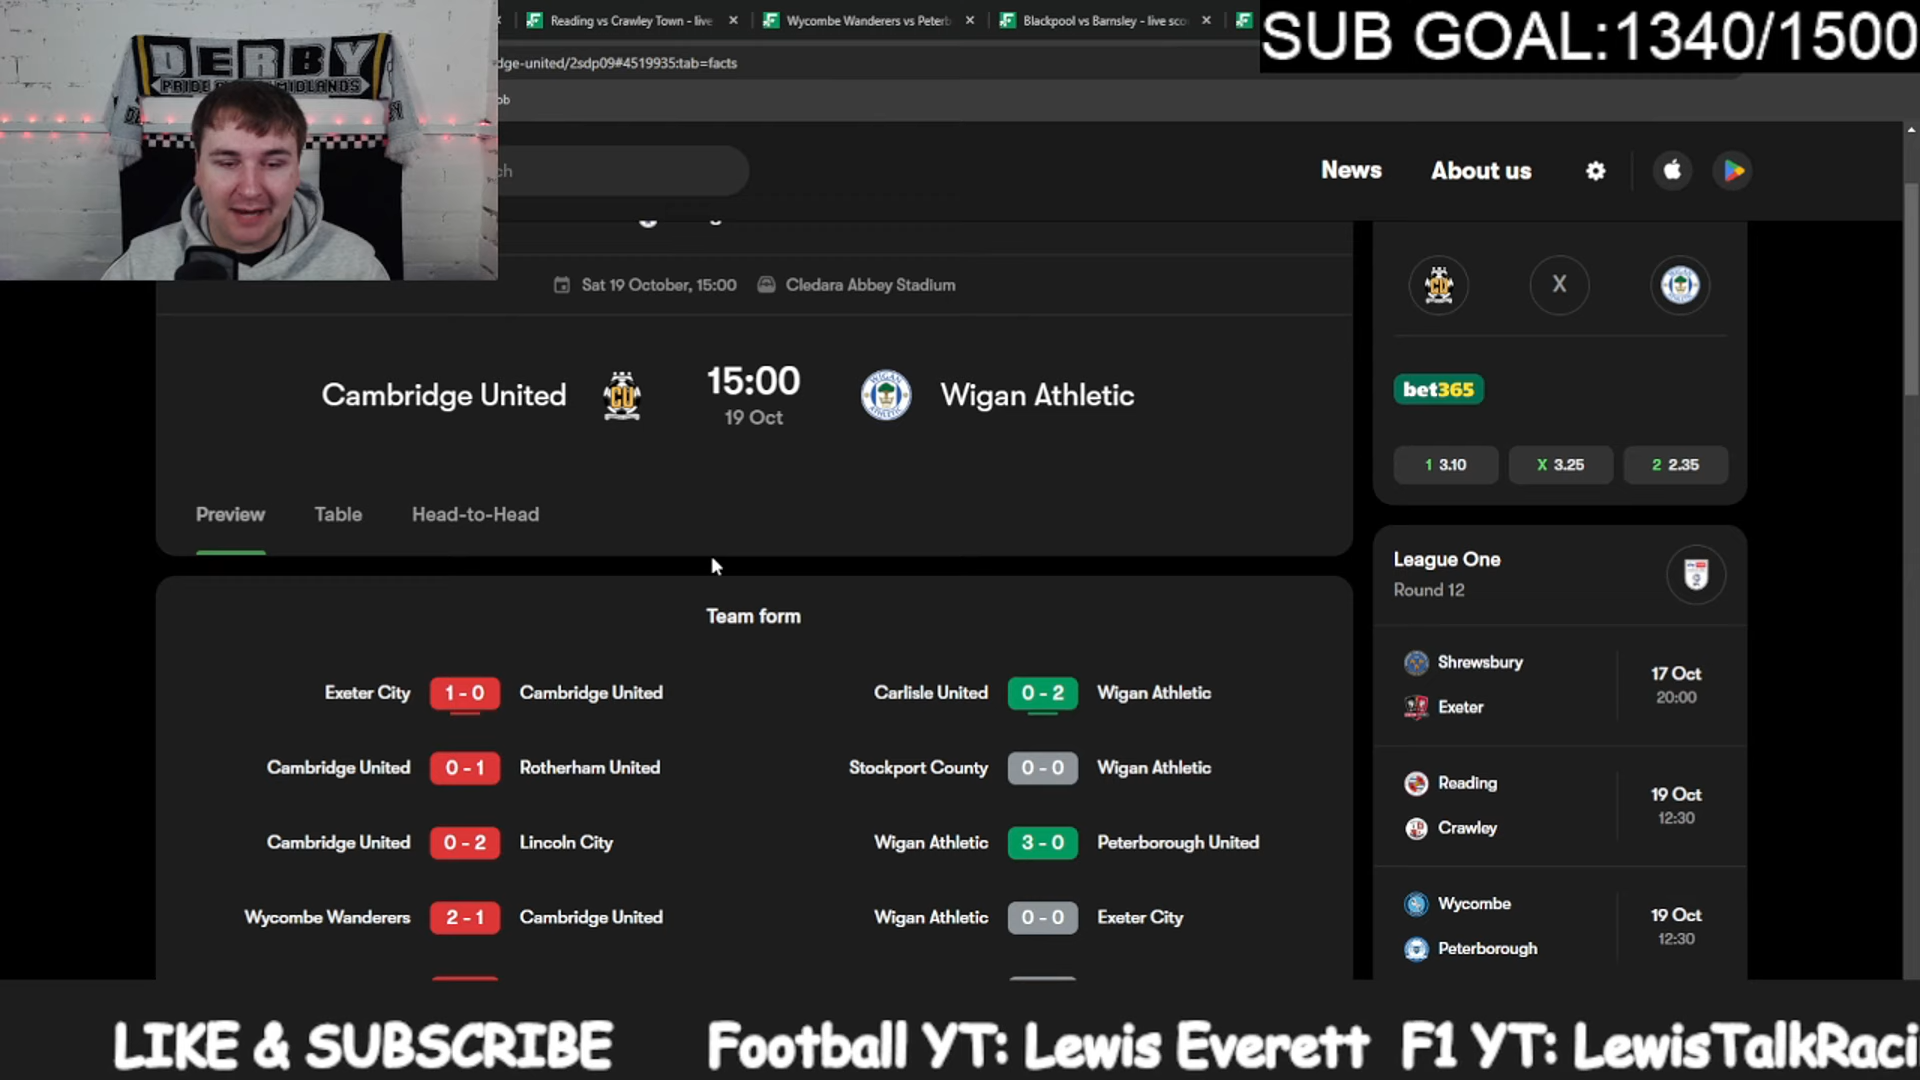 Reading vs Crawley Town - live
Wycombe Wanderers vs Peterb
Blackpool vs Barnsley - live sco
SUB GOAL:1340/1500
dge-united/2sdp09#4519935:tab=facts
ob
DERBY
PRIDE MIDLANDS
ch
News
About us
Sat 19 October, 15:00
Cledara Abbey Stadium
X
Cambridge United
CU
15:00
19 Oct
WIGAN ATHLETIC
Wigan Athletic
bet365
1 3.10
X 3.25
2 2.35
Preview
Table
Head-to-Head
League One
Round 12
Team form
Shrewsbury
Exeter
17 Oct
20:00
Exeter City 1 - 0 Cambridge United
Carlisle United 0 - 2 Wigan Athletic
Cambridge United 0 - 1 Rotherham United
Stockport County 0 - 0 Wigan Athletic
Reading
Crawley
19 Oct
12:30
Cambridge United 0 - 2 Lincoln City
Wigan Athletic 3 - 0 Peterborough United
Wycombe Wanderers 2 - 1 Cambridge United
Wigan Athletic 0 - 0 Exeter City
Wycombe
Peterborough
19 Oct
12:30
LIKE & SUBSCRIBE Football YT: Lewis Everett F1 YT: LewisTalkRaci